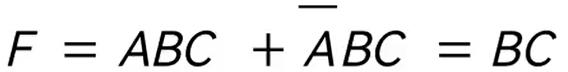 F = ABC + A̅BC = BC